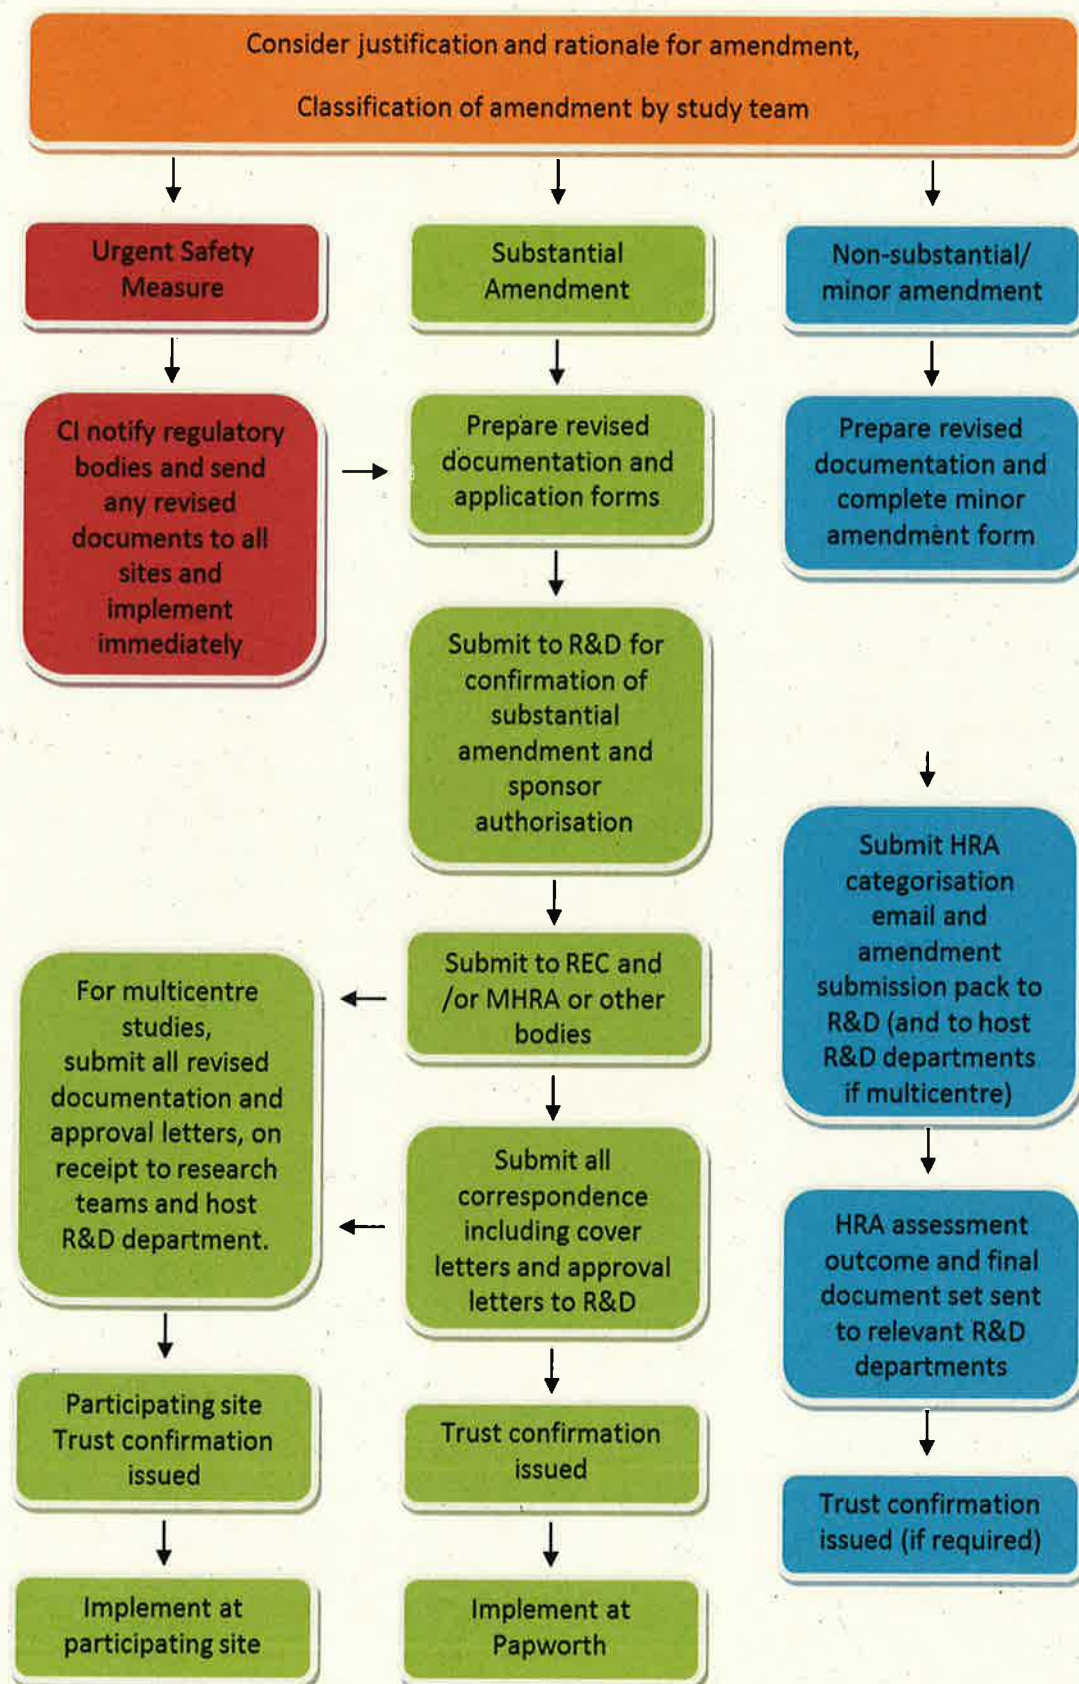 Consider justification and rationale for amendment,
Classification of amendment by study team
Urgent Safety
Measure
Substantial
Amendment
Non-substantial/
minor amendment
CI notify regulatory
bodies and send
any revised
documents to all
sites and
implement
immediately
Prepare revised
documentation and
application forms
Prepare revised
documentation and
complete minor
amendment form
Submit to R&D for
confirmation of
substantial
amendment and
sponsor
authorisation
Submit HRA
categorisation
email and
amendment
submission pack to
R&D (and to host
R&D departments
if multicentre)
Submit to REC and
/or MHRA or other
bodies
For multicentre
studies,
submit all revised
documentation and
approval letters, on
receipt to research
teams and host
R&D department.
Submit all
correspondence
including cover
letters and approval
letters to R&D
HRA assessment
outcome and final
document set sent
to relevant R&D
departments
Participating site
Trust confirmation
issued
Trust confirmation
issued
Trust confirmation
issued (if required)
Implement at
participating site
Implement at
Papworth